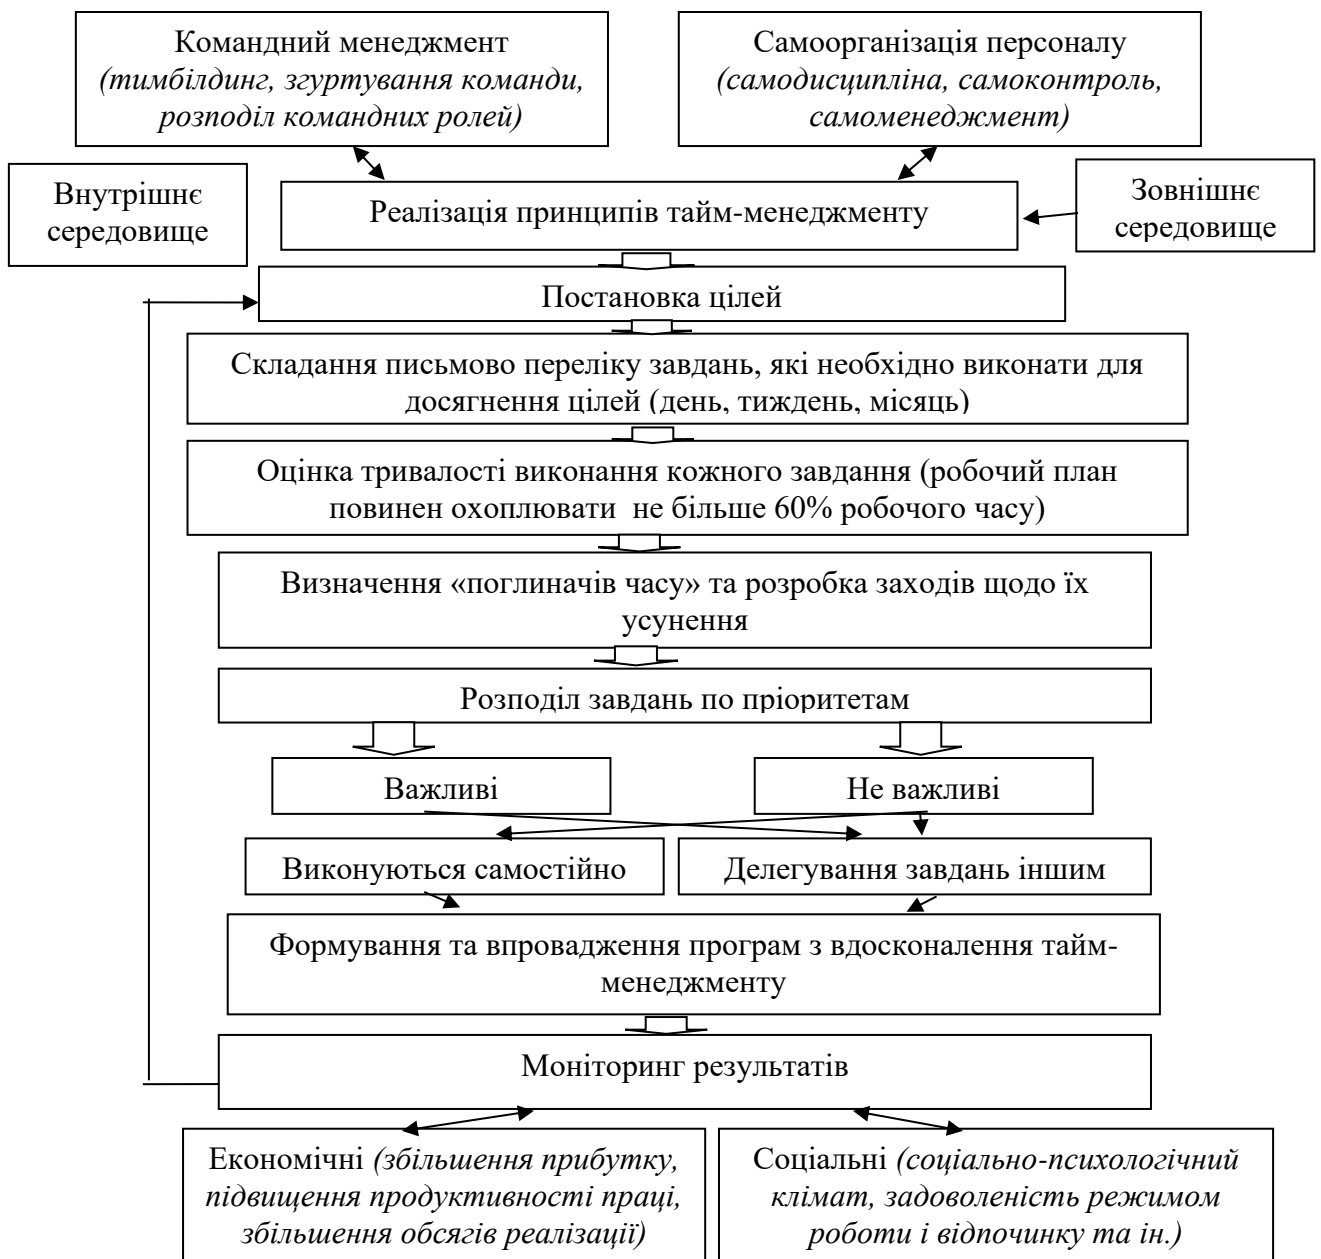 Командний менеджмент
(тимбілдинг, згуртування команди,
розподіл командних ролей)
Самоорганізація персоналу
(самодисципліна, самоконтроль,
самоменеджмент)
Внутрішнє
середовище
Реалізація принципів тайм-менеджменту
Зовнішнє
середовище
Постановка цілей
Складання письмово переліку завдань, які необхідно виконати для
досягнення цілей (день, тиждень, місяць)
Оцінка тривалості виконання кожного завдання (робочий план
повинен охоплювати  не більше 60% робочого часу)
Визначення «поглиначів часу» та розробка заходів щодо їх
усунення
Розподіл завдань по пріоритетам
Важливі
Не важливі
Виконуються самостійно
Делегування завдань іншим
Формування та впровадження програм з вдосконалення тайм-
менеджменту
Моніторинг результатів
Економічні (збільшення прибутку,
підвищення продуктивності праці,
збільшення обсягів реалізації)
Соціальні (соціально-психологічний
клімат, задоволеність режимом
роботи і відпочинку та ін.)